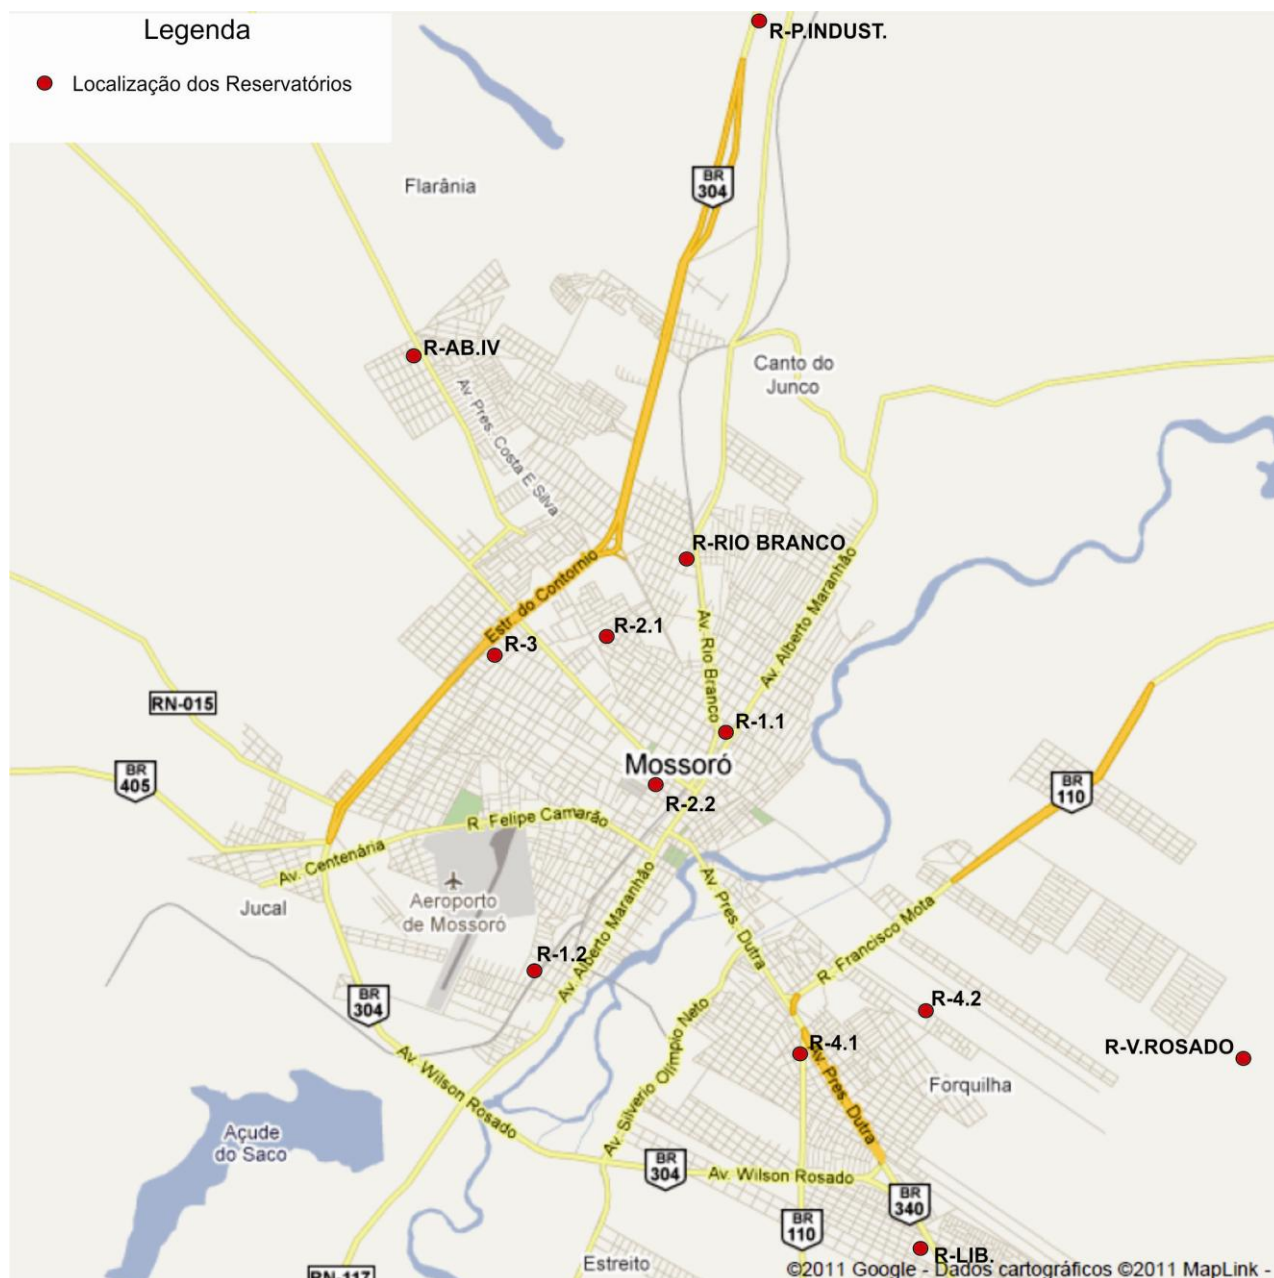 Legenda
Localização dos Reservatórios
R-P.INDUST.
BR
304
Flarânia
R-AB.IV
Canto do
Junco
Av. Pres. Costa E Silva
R-RIO BRANCO
Estr. do Contornio
Av. Alberto Maranhão
R-2.1
R-3
Av. Rio Branco
RN-015
R-1.1
BR
405
Mossoró
R-2.2
BR
110
R. Felipe Camarão
Av. Centenária
Jucal
Aeroporto
de Mossoró
Av. Alberto Maranhão
Av. Pres. Dutra
R. Francisco Mota
R-1.2
BR
304
R-4.2
R-4.1
R-V.ROSADO
Av. Pres. Dutra
Forquilha
Av. Wilson Rosado
Av. Silverio Olímpio Neto
Açude
do Saco
BR
304
Av. Wilson Rosado
BR
340
BR
110
R-LIB.
Estreito
RN-117
©2011 Google - Dados cartográficos ©2011 MapLink -